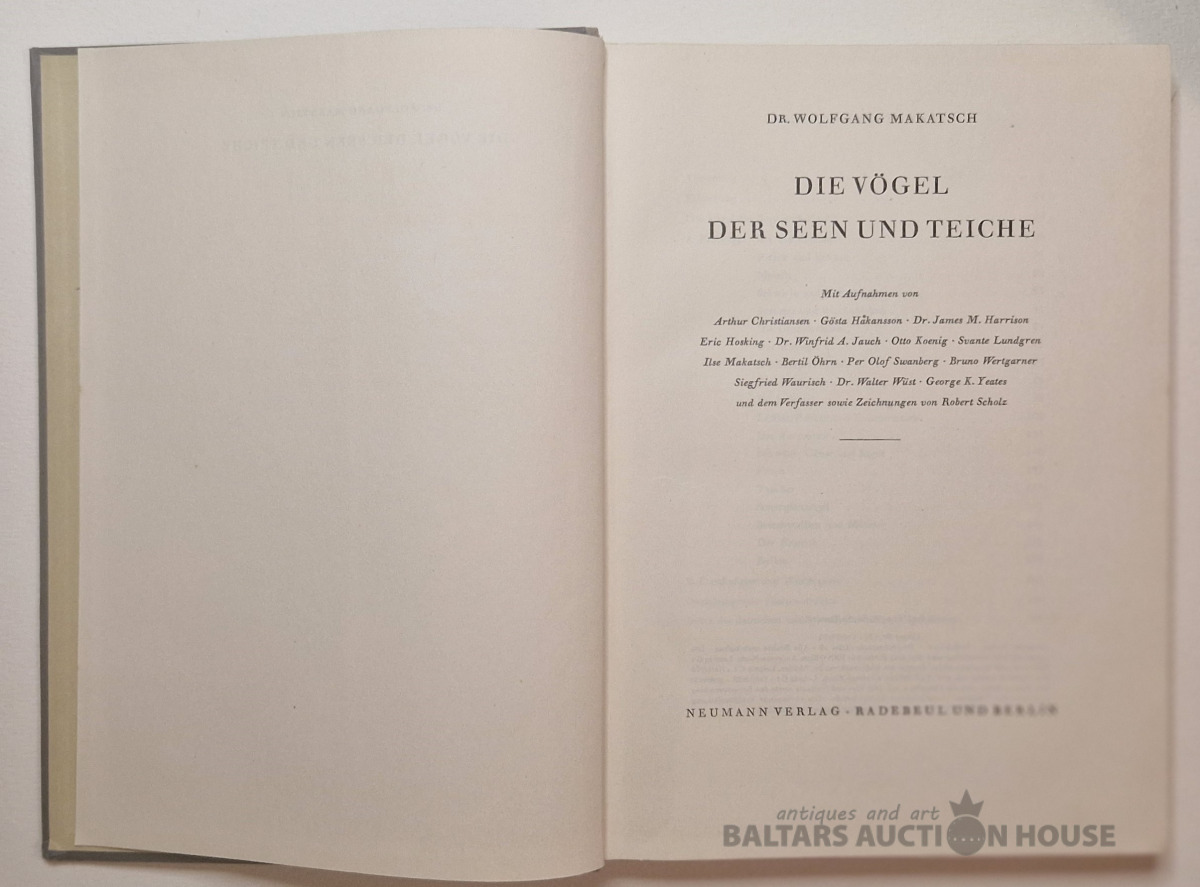 DR. WOLFGANG MAKATSCH
DIE VÖGEL
DER SEEN UND TEICHE
Mit Aufnahmen von
Arthur Christiansen · Gösta Håkansson · Dr. James M. Harrison
Eric Hosking · Dr. Winfrid A. Jauch · Otto Koenig · Svante Lundgren
Ilse Makatsch · Bertil Öhrn · Per Olof Swanberg · Bruno Wertgarner
Siegfried Waurisch · Dr. Walter Wüst · George K. Yeates
und dem Verfasser sowie Zeichnungen von Robert Scholz
NEUMANN VERLAG · RADEBEUL UND BERLIN
antiques and art
BALTARS AUCTION HOUSE